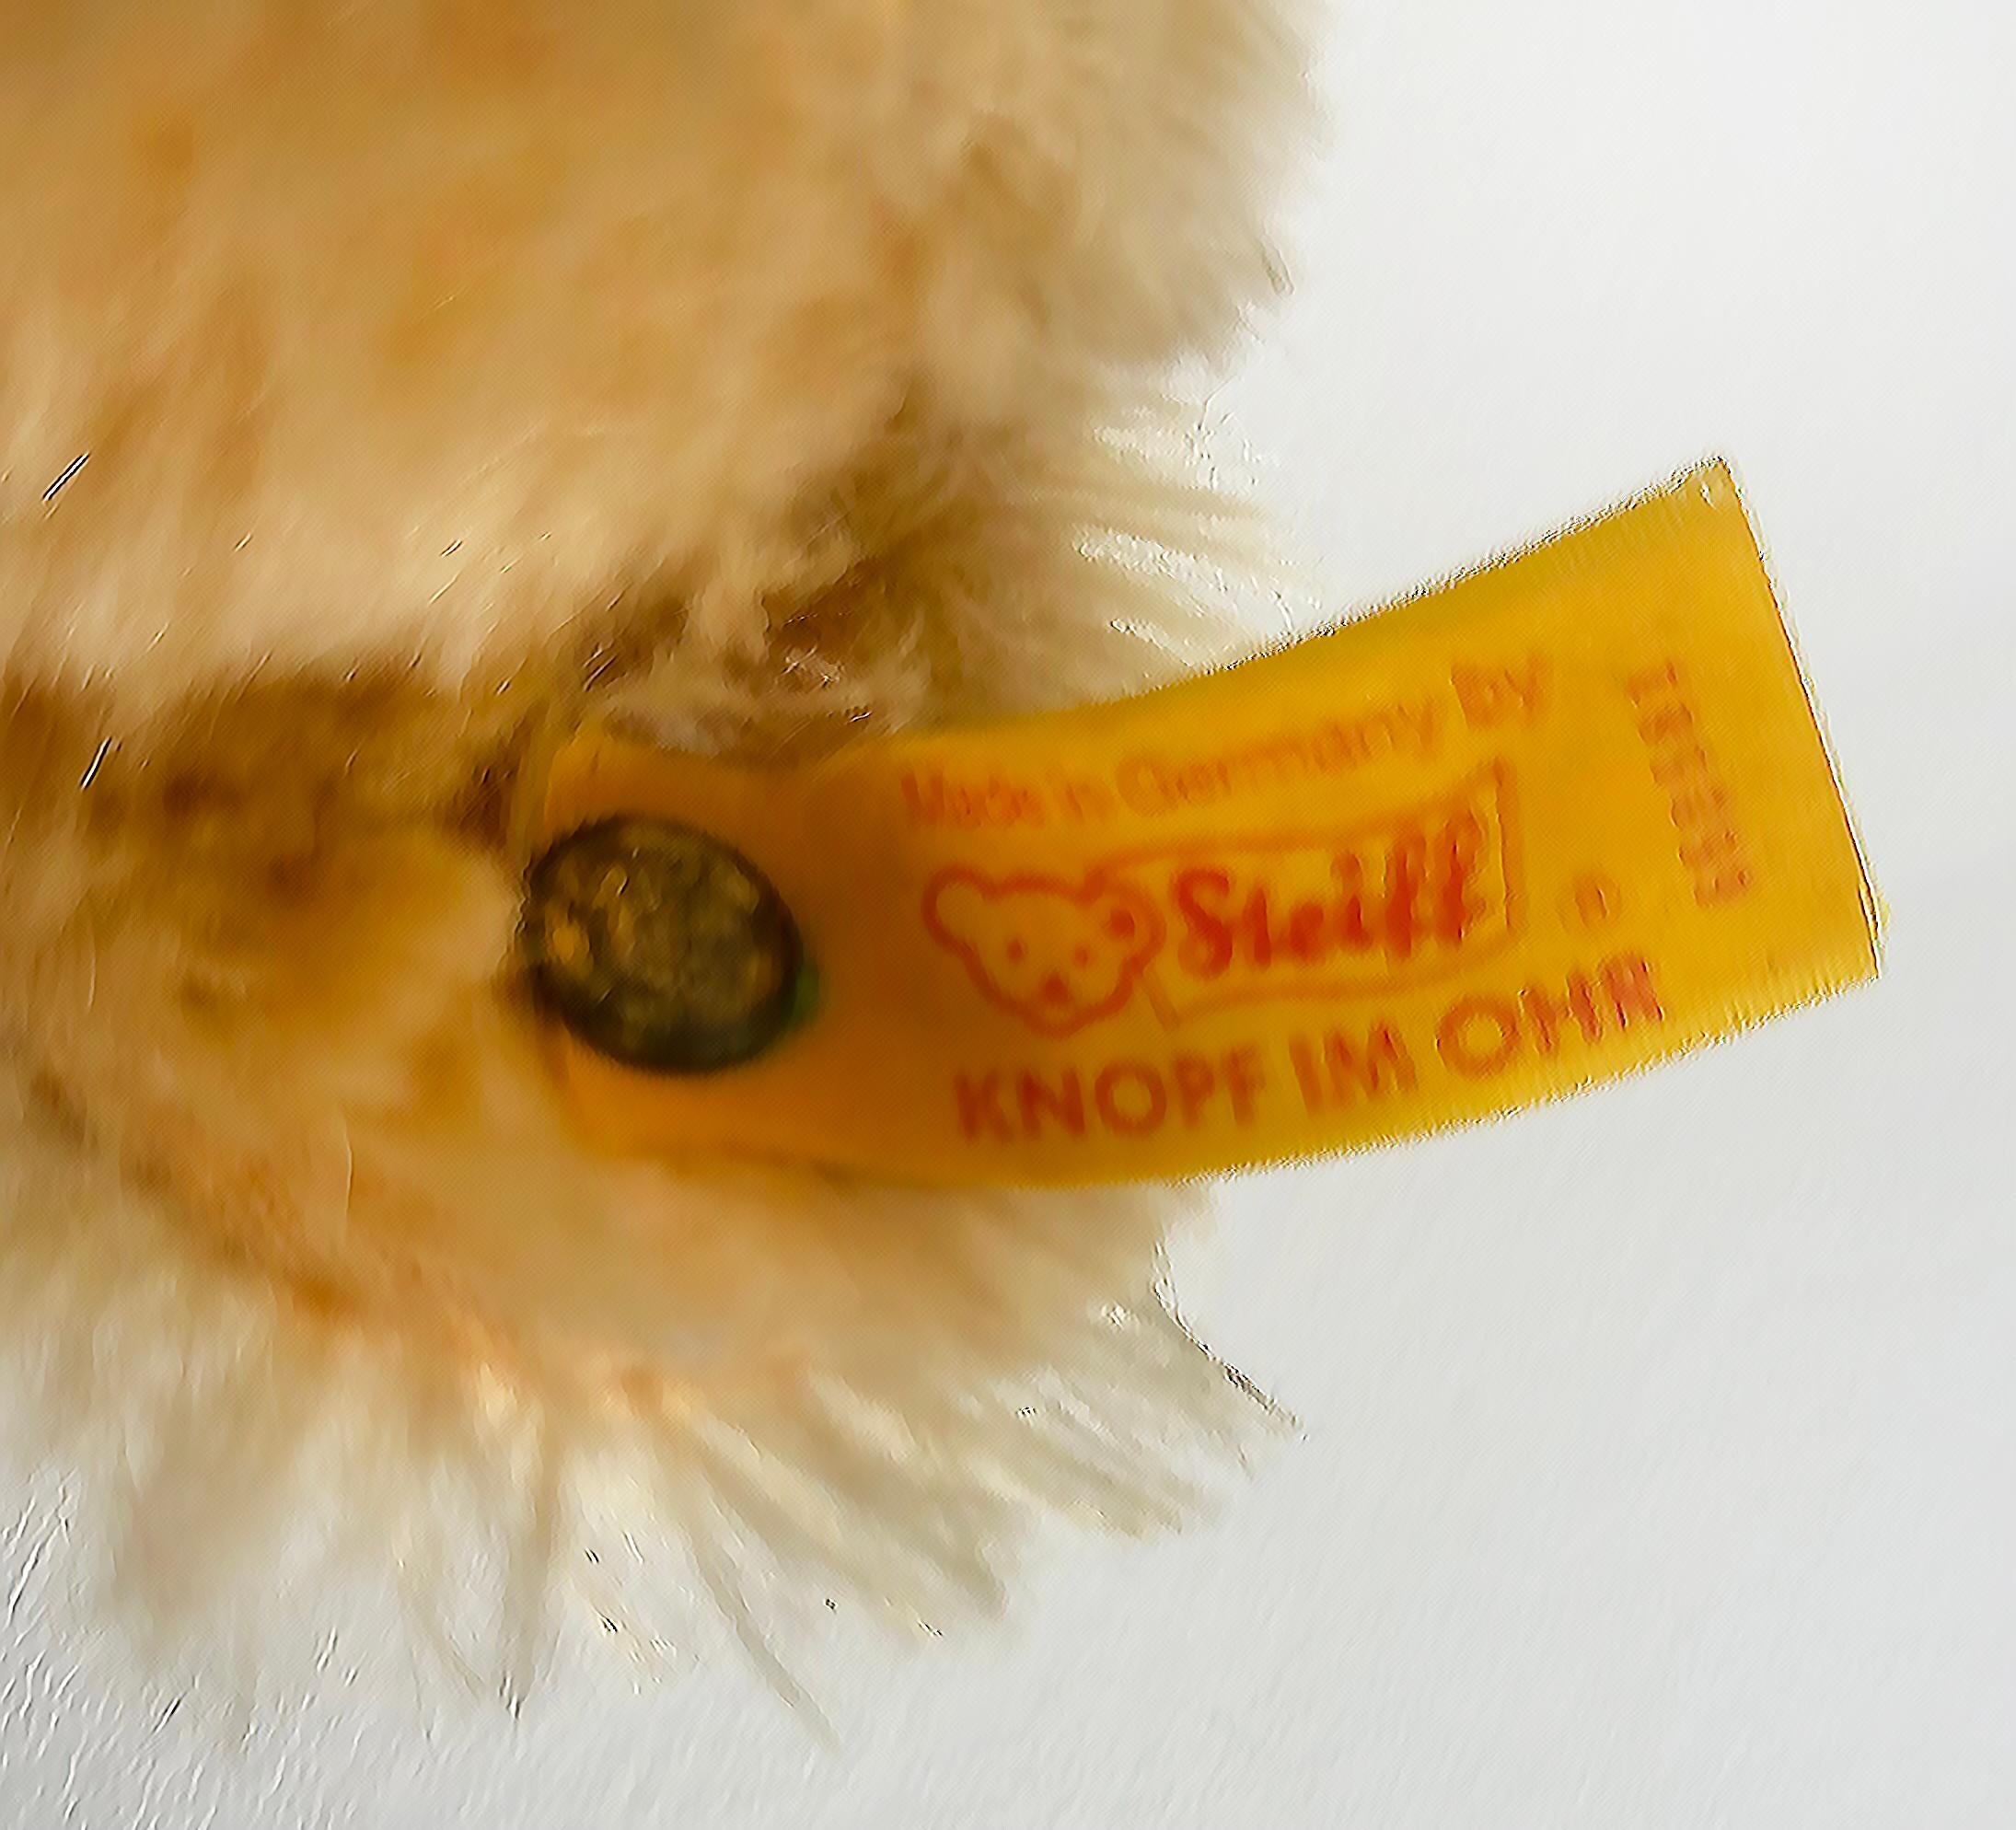 Made in Germany by
Steiff
®
KNOPF IM OHR